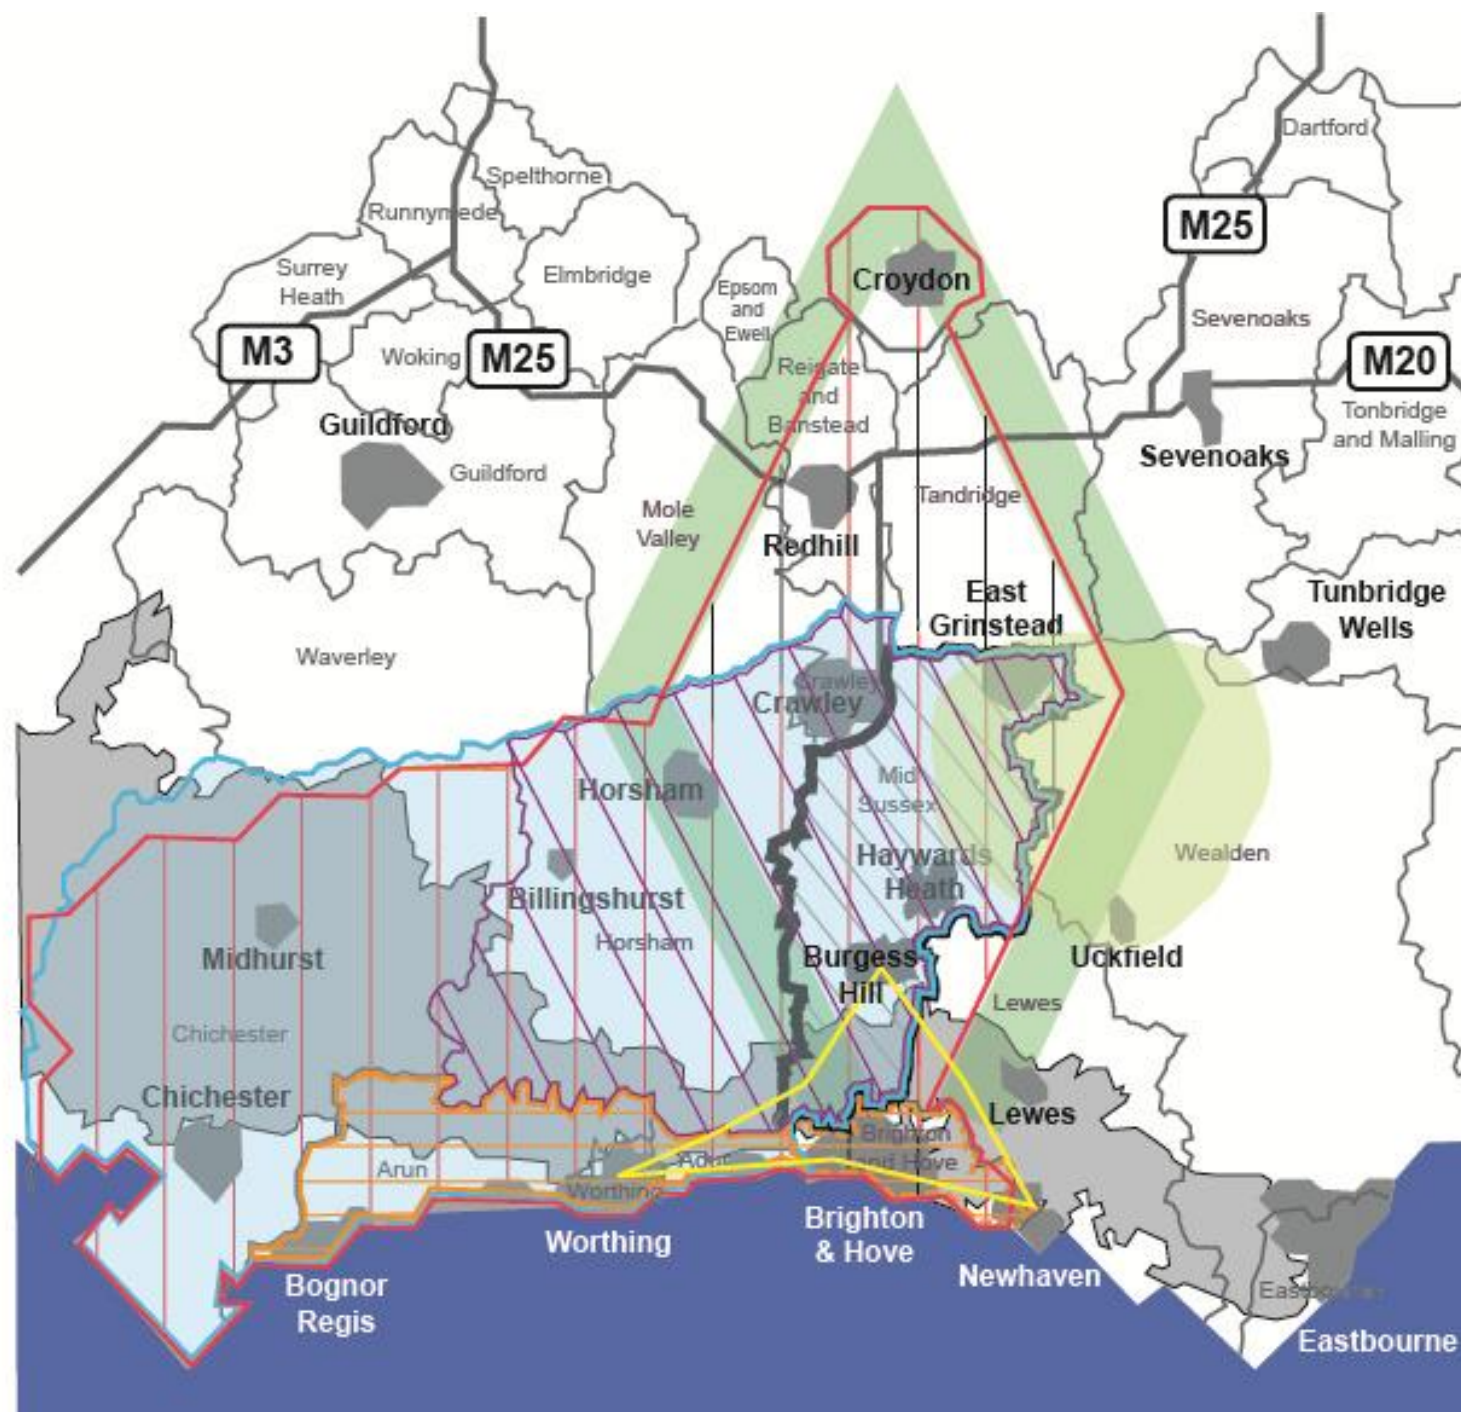 Dartford
Spelthorne
Runnymede
M25
Surrey
Heath
Elmbridge
Epsom
and
Ewell
Croydon
Sevenoaks
M3
Woking
M25
M20
Reigate
and
Banstead
Tonbridge
and Malling
Guildford
Sevenoaks
Guildford
Mole
Valley
Tandridge
Redhill
East
Grinstead
Tunbridge
Wells
Waverley
Crawley
Crawley
Horsham
Mid
Sussex
Haywards
Heath
Wealden
Billingshurst
Horsham
Midhurst
Burgess
Hill
Uckfield
Lewes
Chichester
Chichester
Lewes
Brighton
and Hove
Arun
Adur
Worthing
Worthing
Brighton
& Hove
Newhaven
Bognor
Regis
Eastbourne